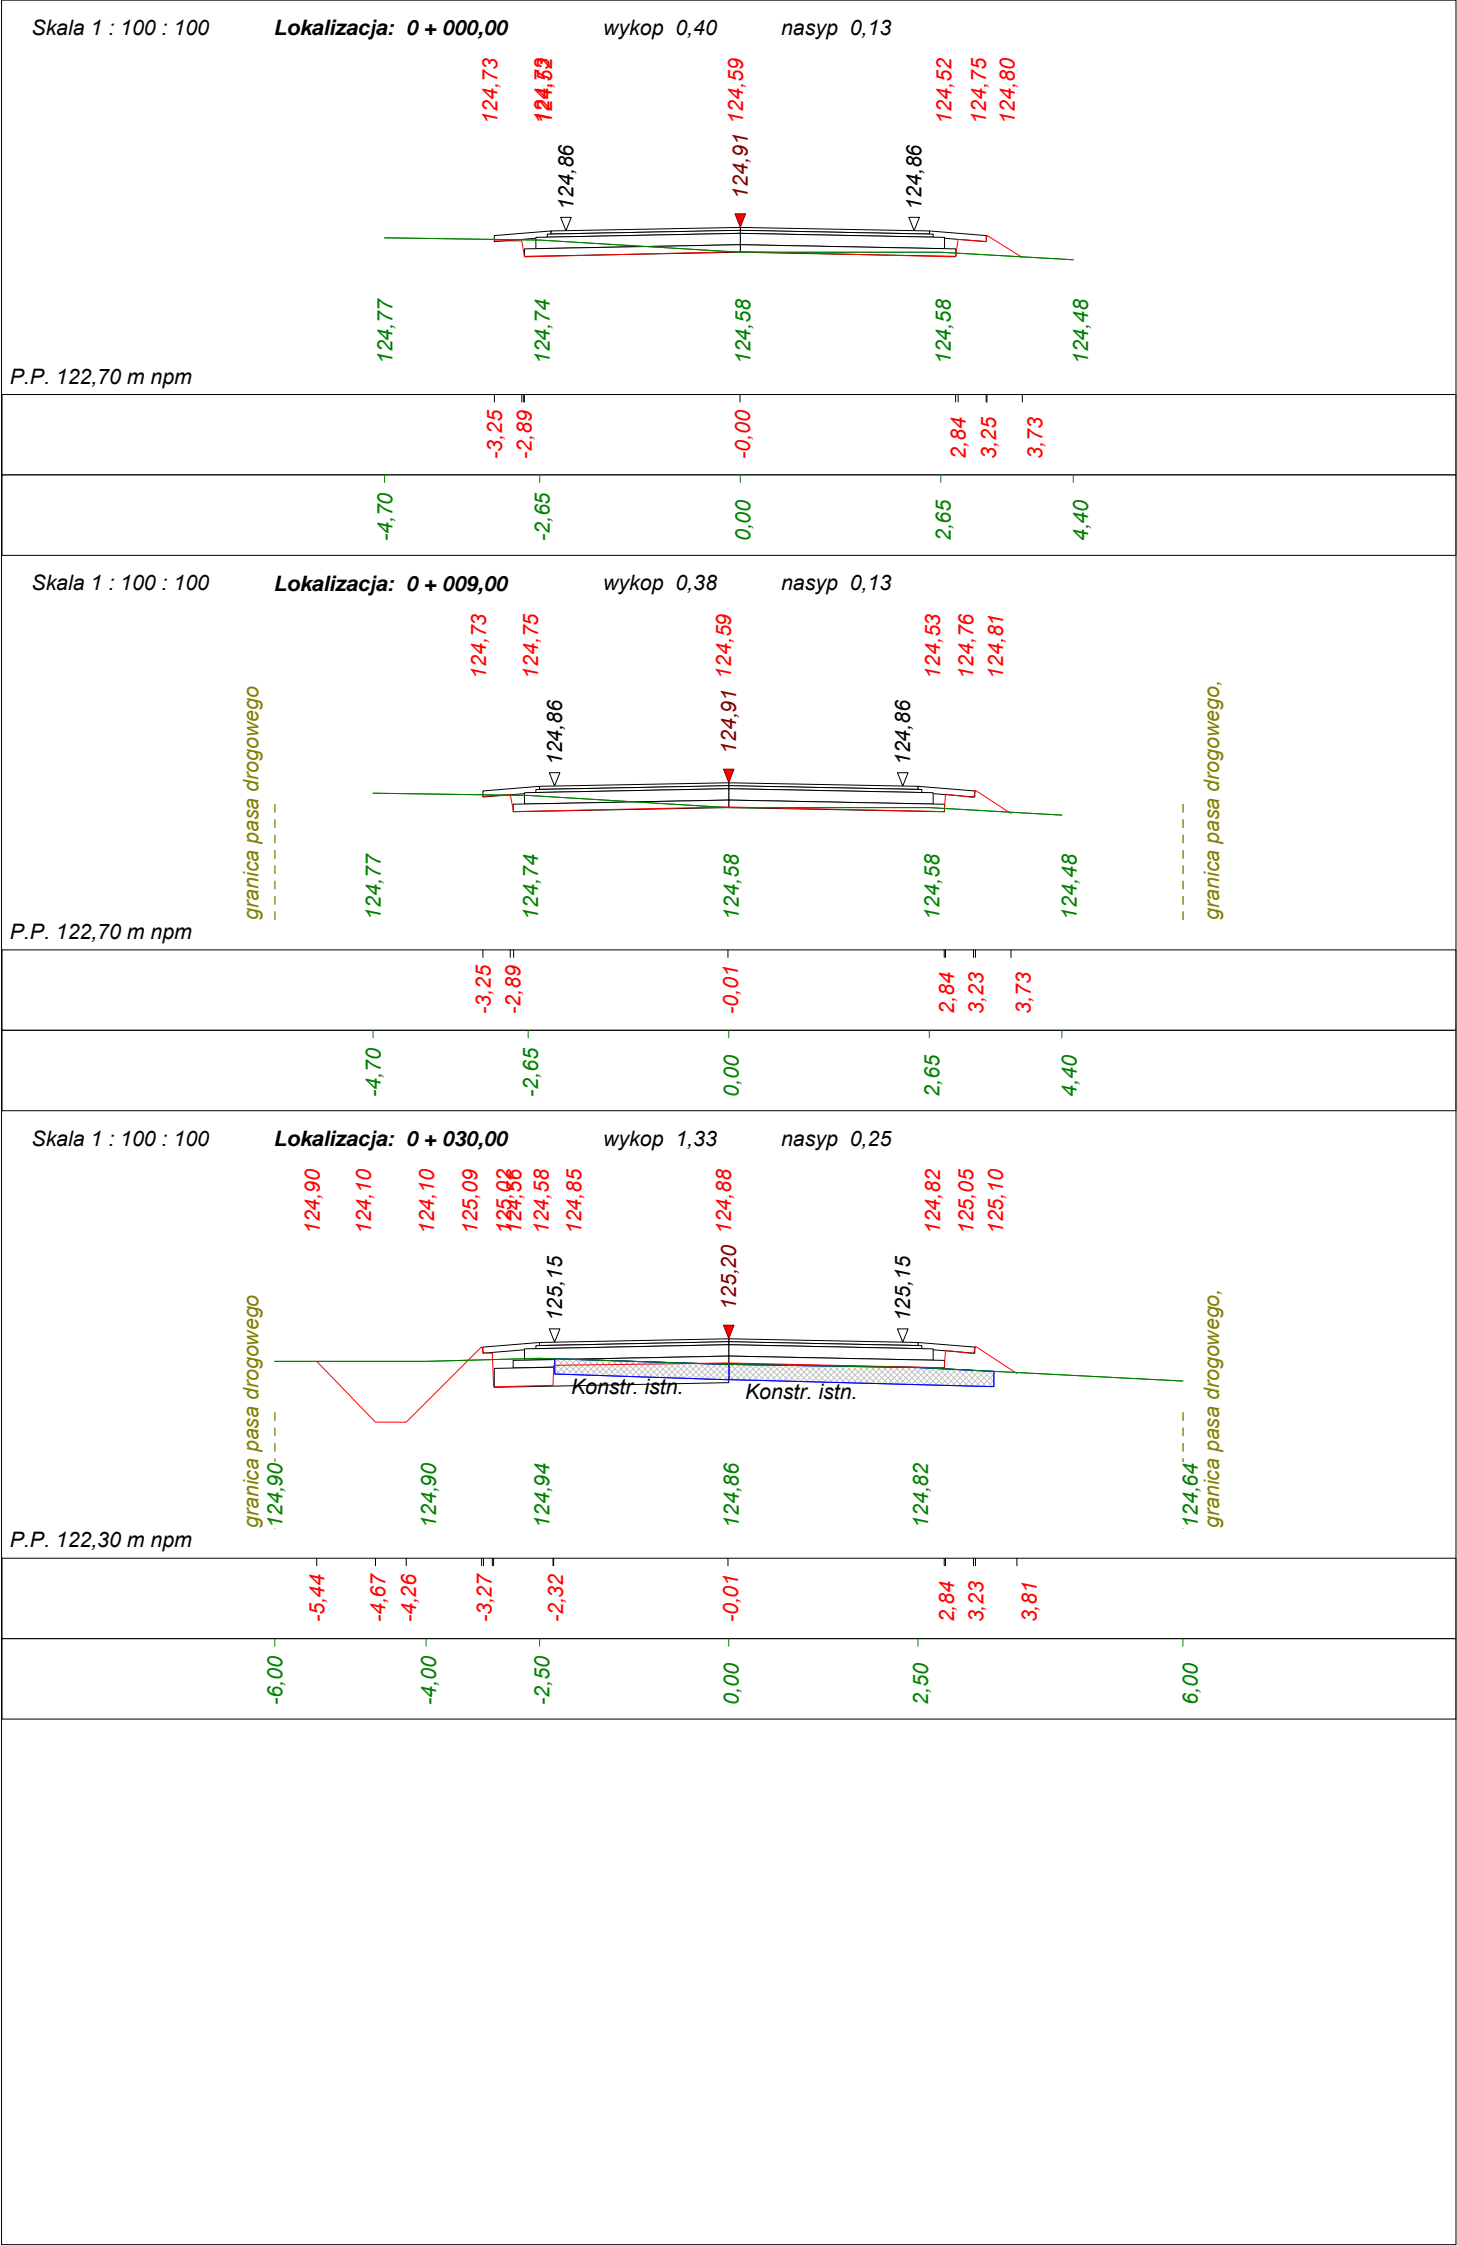 Skala 1 : 100 : 100 Lokalizacja: 0 + 000,00 wykop 0,40 nasyp 0,13
124,73 124,52 124,59 124,52 124,75 124,80
124,86 124,91 124,86
124,77 124,74 124,58 124,58 124,48
P.P. 122,70 m npm
-3,25 -2,89 -0,00 2,84 3,25 3,73
-4,70 -2,65 0,00 2,65 4,40
Skala 1 : 100 : 100 Lokalizacja: 0 + 009,00 wykop 0,38 nasyp 0,13
124,73 124,75 124,59 124,53 124,76 124,81
granica pasa drogowego 124,86 124,91 124,86 granica pasa drogowego,
124,77 124,74 124,58 124,58 124,48
P.P. 122,70 m npm
-3,25 -2,89 -0,01 2,84 3,23 3,73
-4,70 -2,65 0,00 2,65 4,40
Skala 1 : 100 : 100 Lokalizacja: 0 + 030,00 wykop 1,33 nasyp 0,25
124,90 124,10 124,10 125,09 125,02 124,56 124,58 124,85 124,88 124,82 125,05 125,10
granica pasa drogowego 125,15 125,20 125,15 granica pasa drogowego,
Konstr. istn. Konstr. istn.
124,90 124,90 124,94 124,86 124,82 124,64
P.P. 122,30 m npm
-5,44 -4,67 -4,26 -3,27 -2,32 -0,01 2,84 3,23 3,81
-6,00 -4,00 -2,50 0,00 2,50 6,00